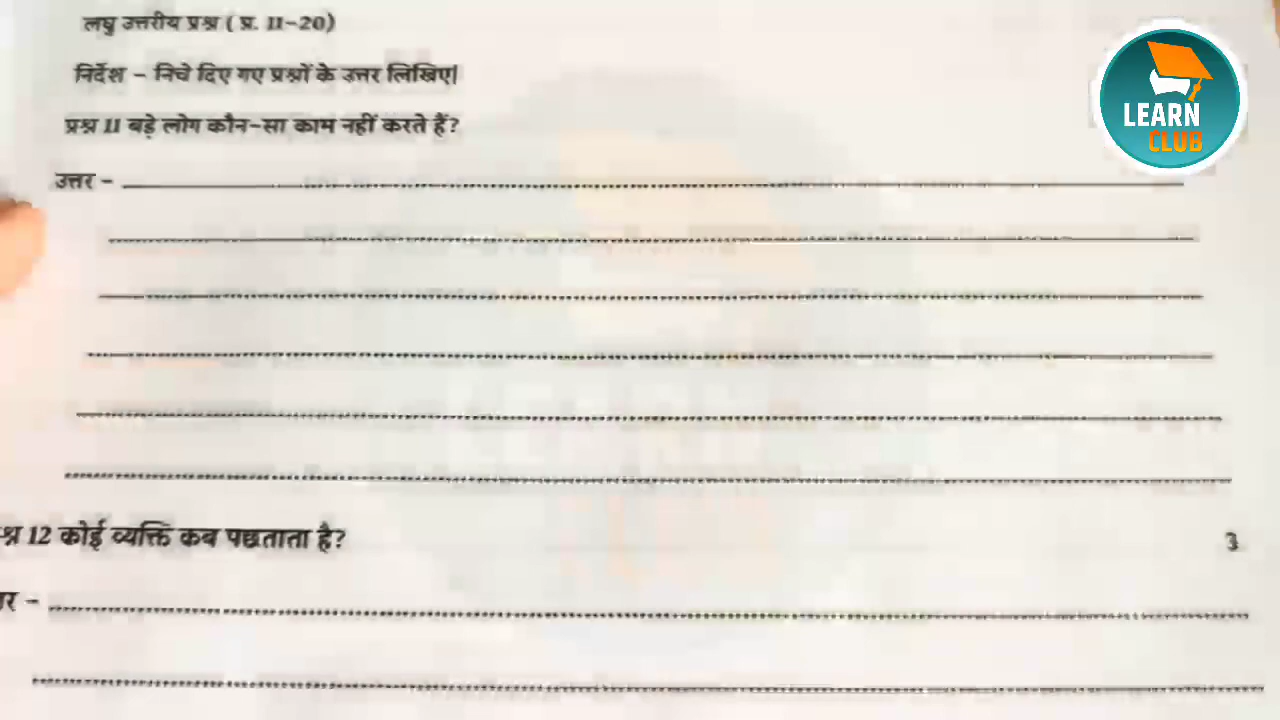 लघु उत्तरीय प्रश्न ( प्र. 11-20)
निर्देश - निचे दिए गए प्रश्नों के उत्तर लिखिए|
प्रश्न 11 बड़े लोग कौन-सा काम नहीं करते हैं?
उत्तर -
श्न 12 कोई व्यक्ति कब पछताता है? 3
तर -
LEARN
CLUB